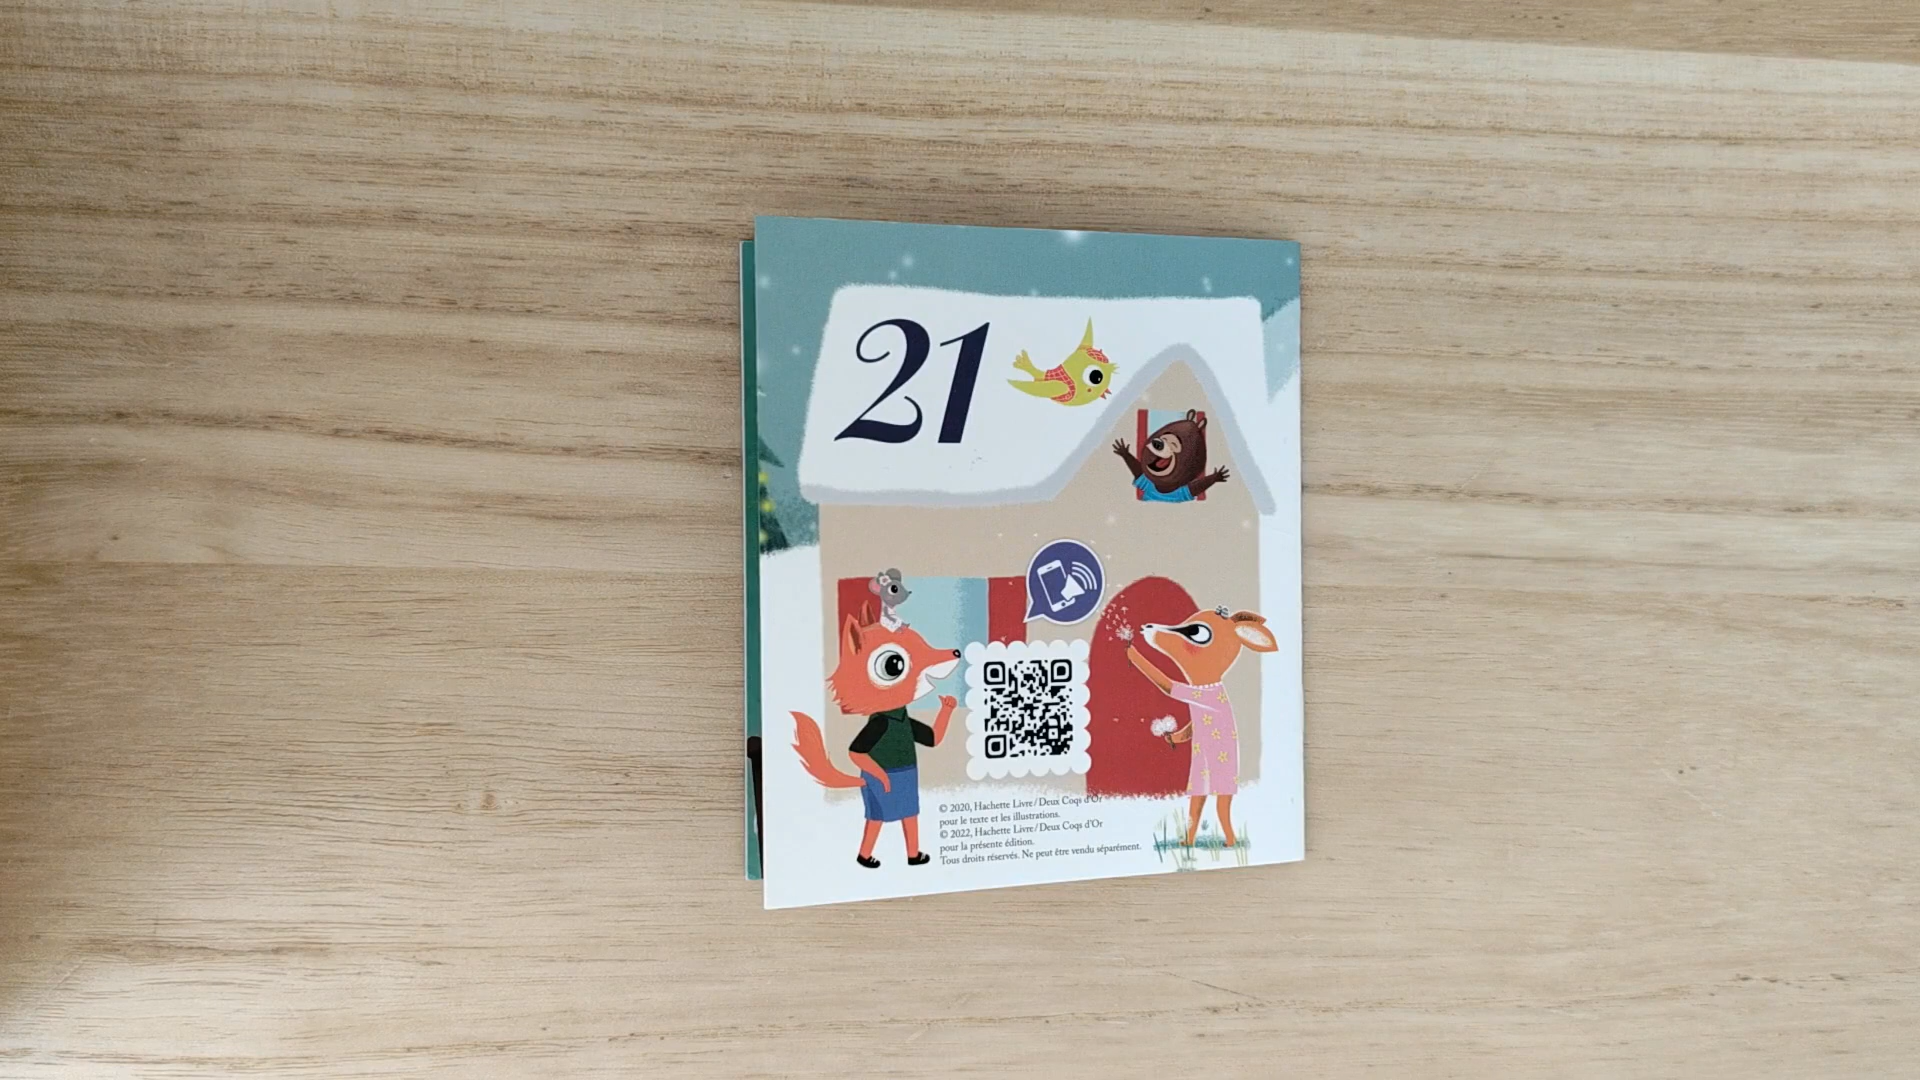 21
© 2020, Hachette Livre/Deux Coqs d'Or
pour le texte et les illustrations.
© 2022, Hachette Livre/Deux Coqs d'Or
pour la présente édition.
Tous droits réservés. Ne peut être vendu séparément.